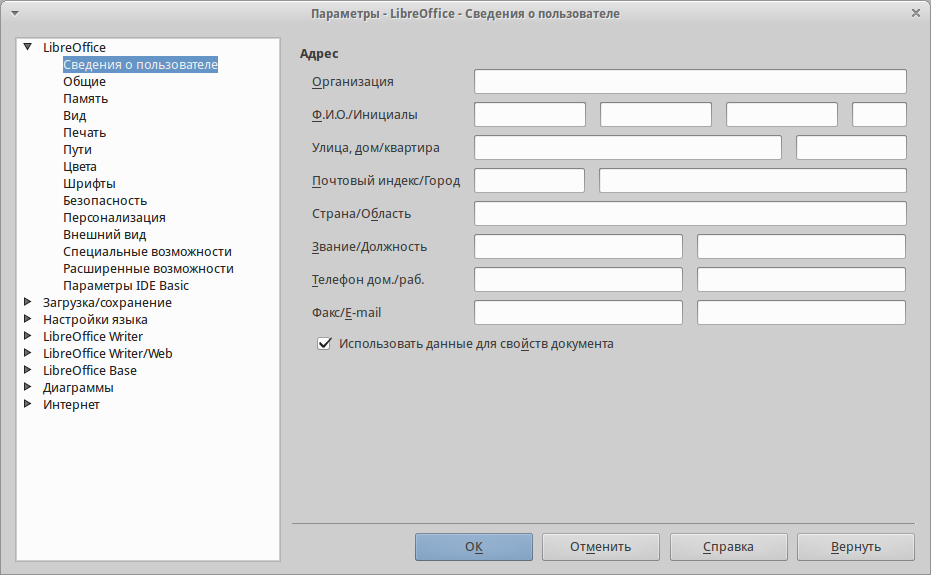 Параметры - LibreOffice - Сведения о пользователе
LibreOffice
Сведения о пользователе
Общие
Память
Вид
Печать
Пути
Цвета
Шрифты
Безопасность
Персонализация
Внешний вид
Специальные возможности
Расширенные возможности
Параметры IDE Basic
Загрузка/сохранение
Настройки языка
LibreOffice Writer
LibreOffice Writer/Web
LibreOffice Base
Диаграммы
Интернет
Адрес
Организация
Ф.И.О./Инициалы
Улица, дом/квартира
Почтовый индекс/Город
Страна/Область
Звание/Должность
Телефон дом./раб.
Факс/E-mail
Использовать данные для свойств документа
OK
Отменить
Справка
Вернуть